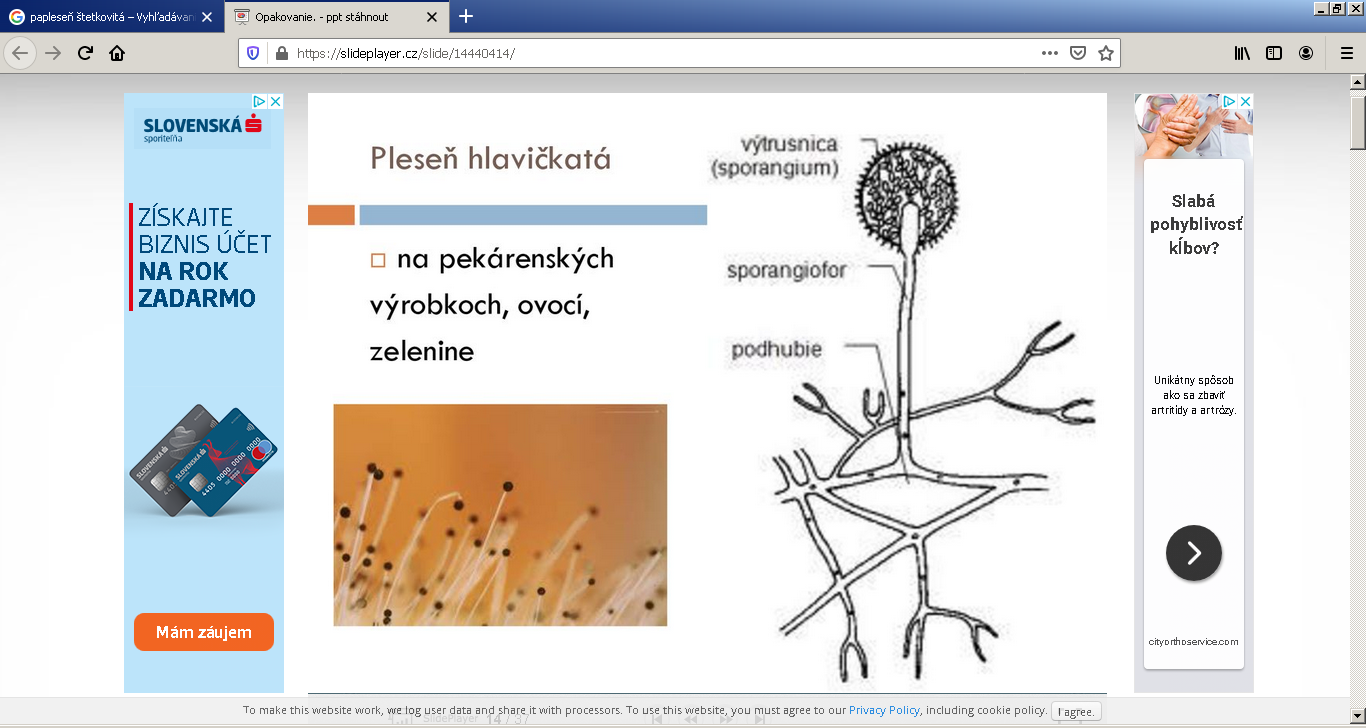 papleseň štetkovitá – Vyhľadávan
Opakovanie. - ppt stáhnout
https://slideplayer.cz/slide/14440414/
SLOVENSKÁ
sporiteľňa
ZÍSKAJTE
BIZNIS ÚČET
NA ROK
ZADARMO
Mám záujem
Pleseň hlavičkatá
na pekárenských
výrobkoch, ovocí,
zelenine
výtrusnica
(sporangium)
sporangiofor
podhubie
Slabá
pohyblivosť
kĺbov?
Unikátny spôsob
ako sa zbaviť
artritídy a artrózy.
cityorthoservice.com
To make this website work, we log user data and share it with processors. To use this website, you must agree to our Privacy Policy, including cookie policy.
I agree.
SlidePlayer 14 / 37